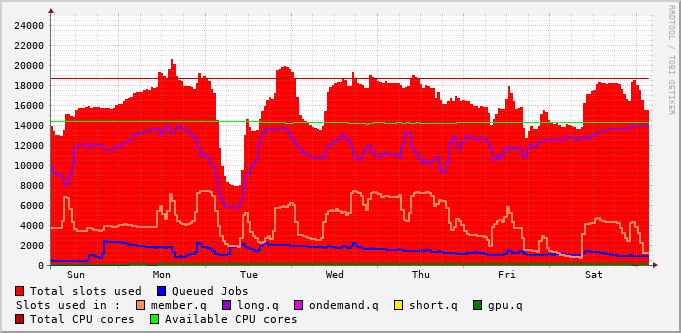 24000
22000
20000
18000
16000
14000
12000
10000
8000
6000
4000
2000
0
Sun Mon Tue Wed Thu Fri Sat
RRDTOOL / TOBI OETIKER
Total slots used Queued Jobs
Slots used in : member.q long.q ondemand.q short.q gpu.q
Total CPU cores Available CPU cores